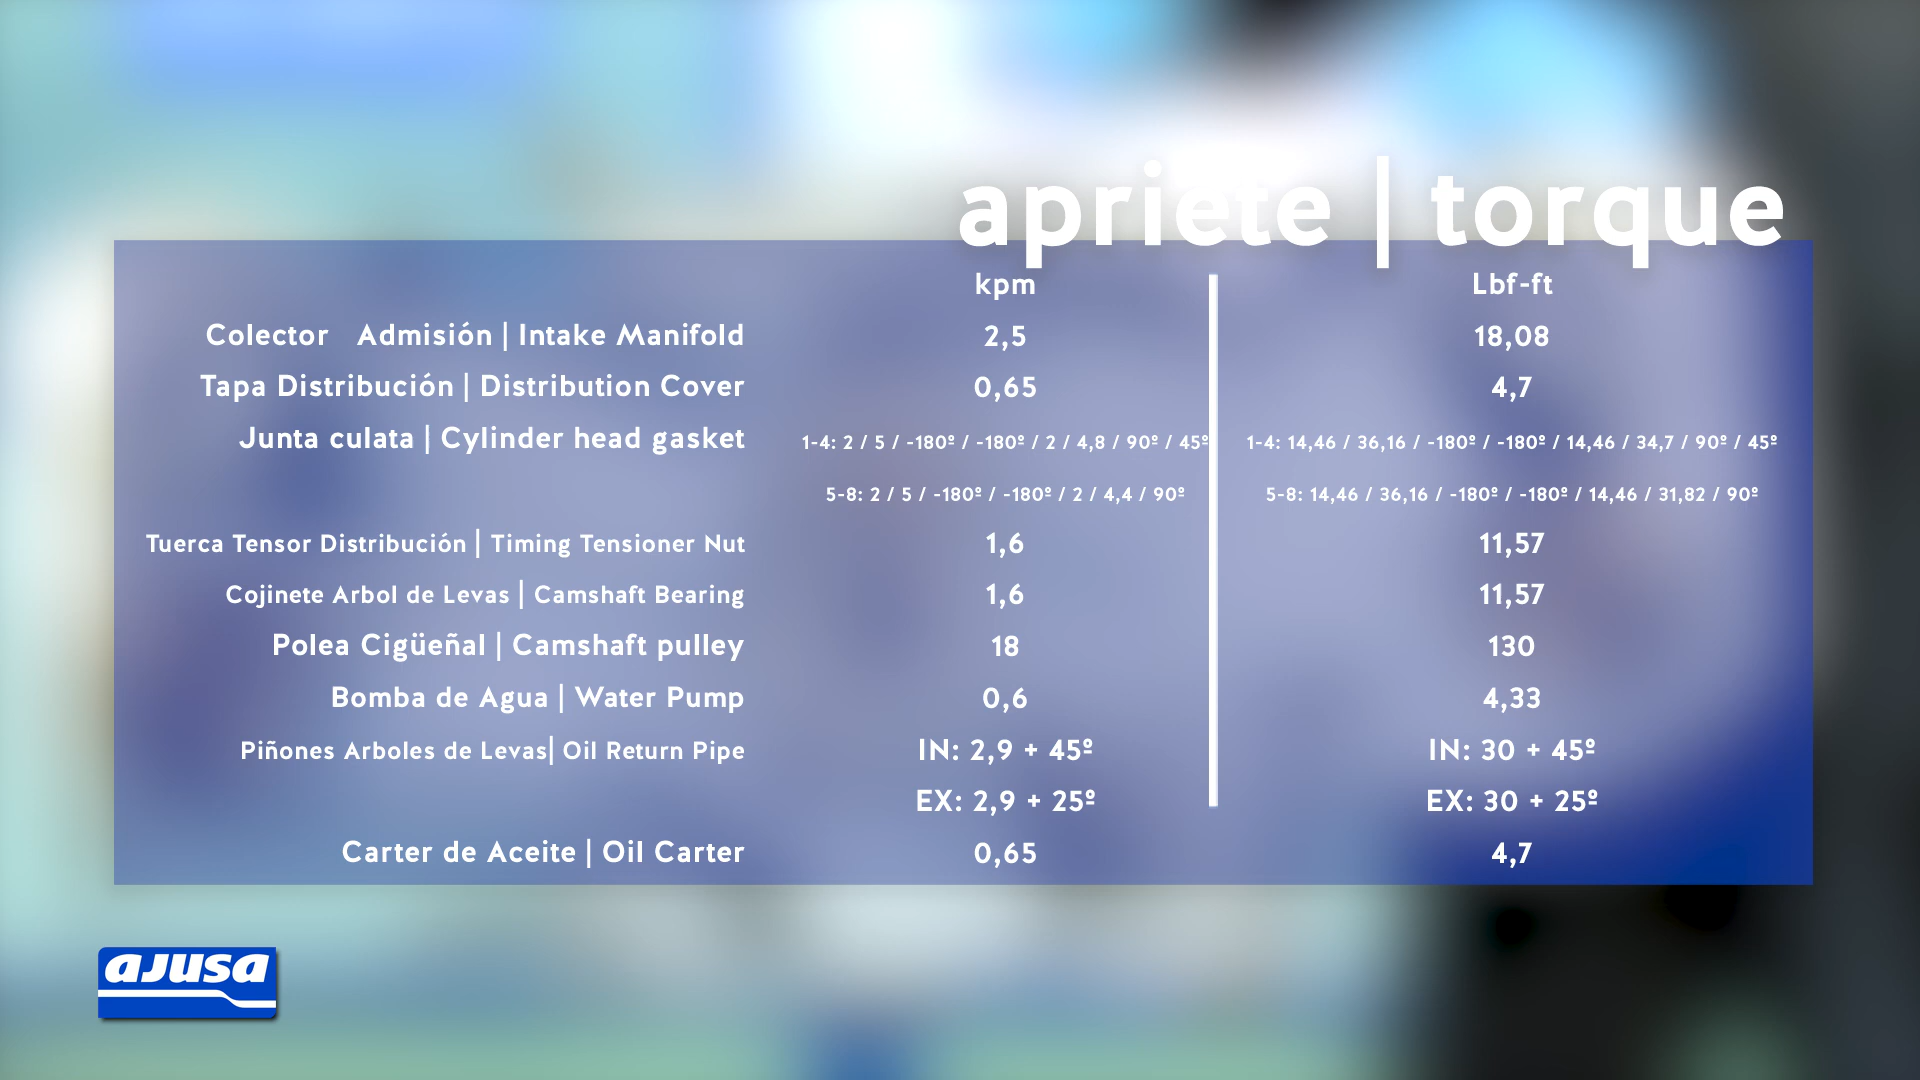 apriete | torque
kpm Lbf-ft
Colector Admisión | Intake Manifold 2,5 18,08
Tapa Distribución | Distribution Cover 0,65 4,7
Junta culata | Cylinder head gasket 1-4: 2 / 5 / -180º / -180º / 2 / 4,8 / 90º / 45º 1-4: 14,46 / 36,16 / -180º / -180º / 14,46 / 34,7 / 90º / 45º
5-8: 2 / 5 / -180º / -180º / 2 / 4,4 / 90º 5-8: 14,46 / 36,16 / -180º / -180º / 14,46 / 31,82 / 90º
Tuerca Tensor Distribución | Timing Tensioner Nut 1,6 11,57
Cojinete Arbol de Levas | Camshaft Bearing 1,6 11,57
Polea Cigüeñal | Camshaft pulley 18 130
Bomba de Agua | Water Pump 0,6 4,33
Piñones Arboles de Levas| Oil Return Pipe IN: 2,9 + 45º IN: 30 + 45º
EX: 2,9 + 25º EX: 30 + 25º
Carter de Aceite | Oil Carter 0,65 4,7
ajusa